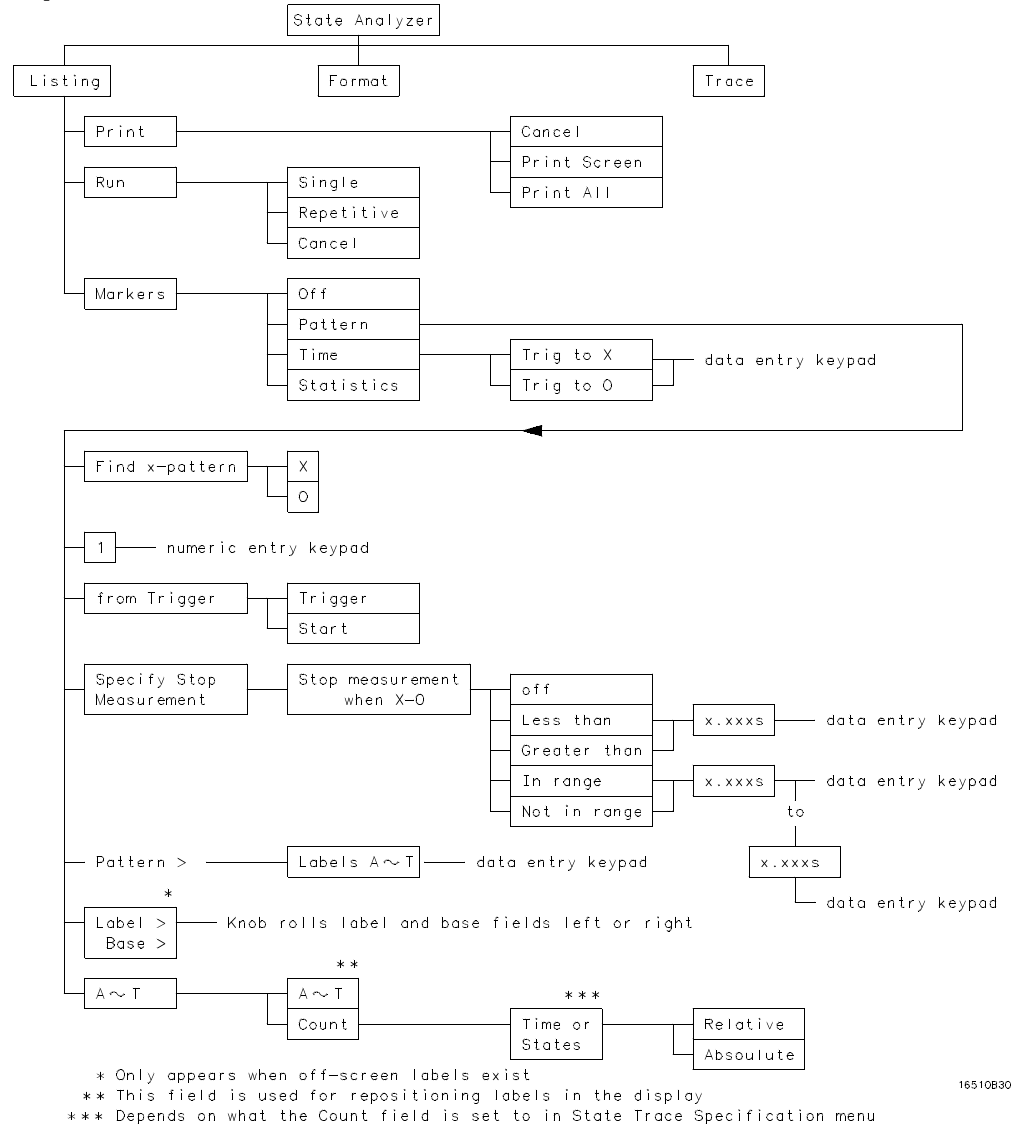 State Analyzer
Listing
Format
Trace
Print
Cancel
Print Screen
Print All
Run
Single
Repetitive
Cancel
Markers
Off
Pattern
Time
Statistics
Trig to X
Trig to O
data entry keypad
Find x-pattern
X
O
1
numeric entry keypad
from Trigger
Trigger
Start
Specify Stop
Measurement
Stop measurement
when X-O
off
Less than
Greater than
In range
Not in range
x.xxxs
data entry keypad
x.xxxs
data entry keypad
to
x.xxxs
data entry keypad
Pattern >
Labels A~T
data entry keypad
*
Label >
Base >
Knob rolls label and base fields left or right
A~T
**
A~T
Count
***
Time or
States
Relative
Absoulute
* Only appears when off-screen labels exist
** This field is used for repositioning labels in the display
*** Depends on what the Count field is set to in State Trace Specification menu
16510B30